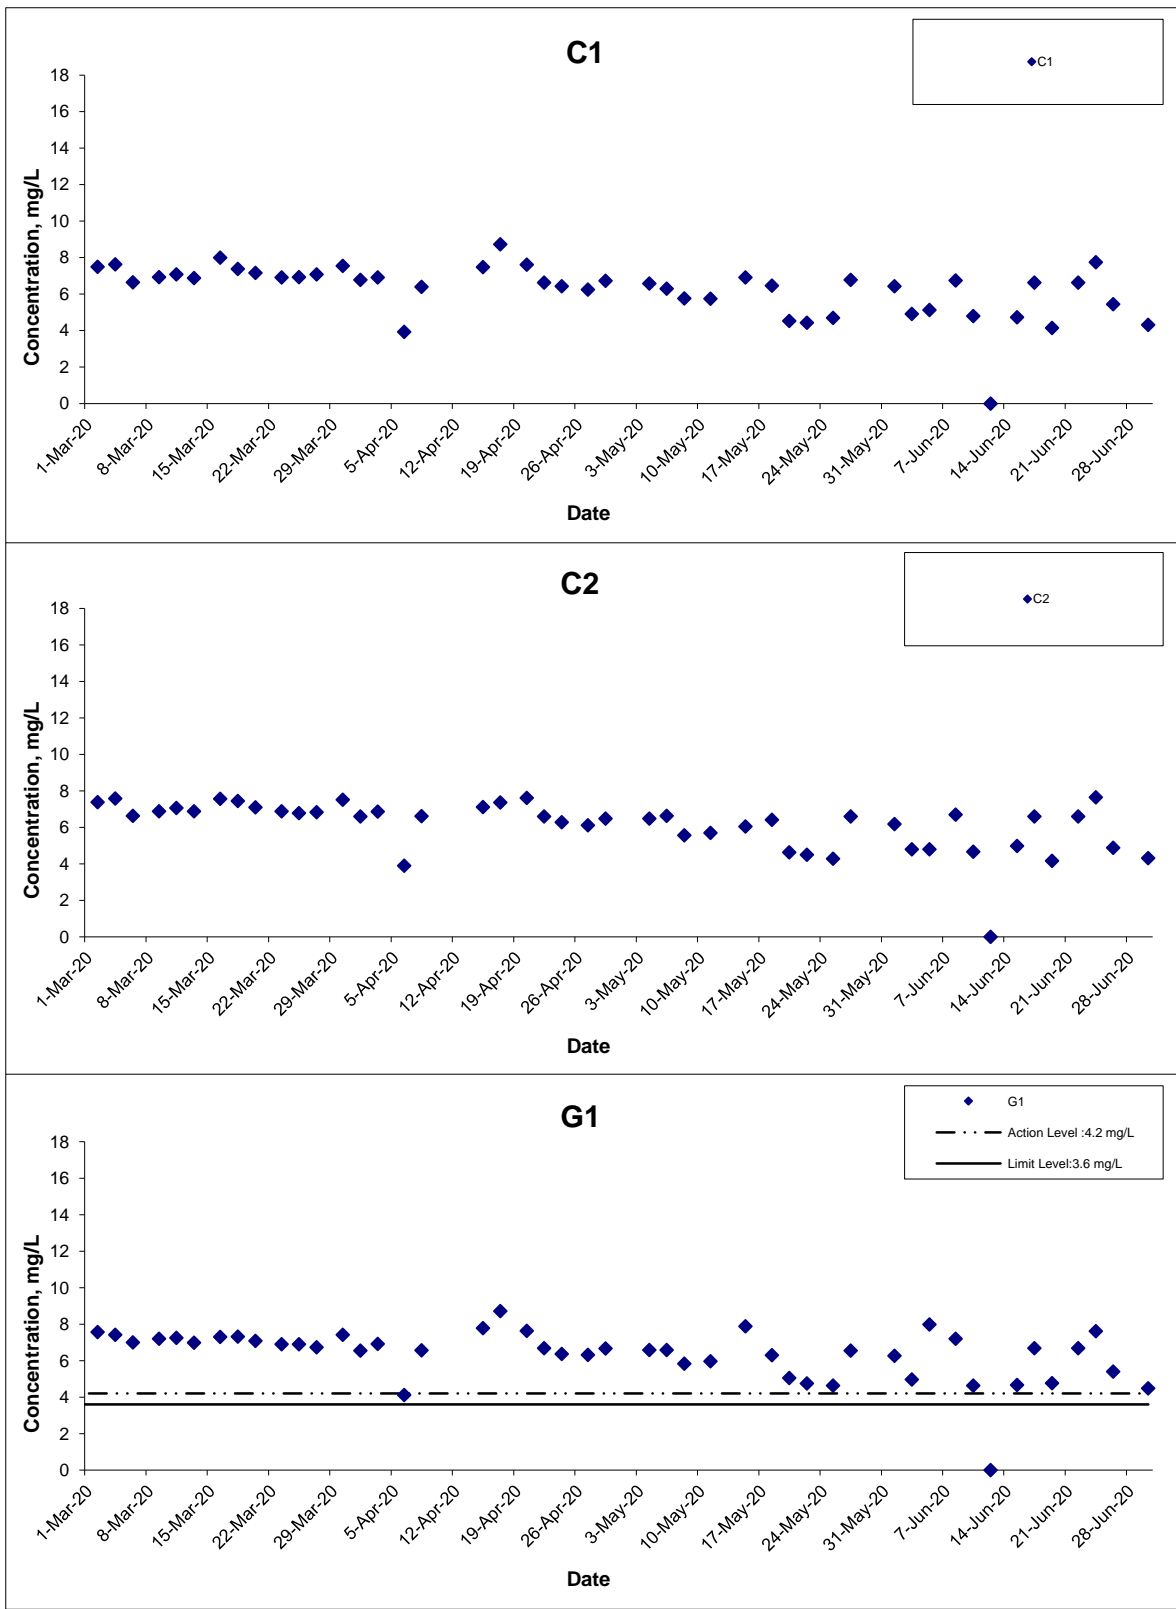 C1
C1
18
16
14
12
10
8
6
4
2
0
Concentration, mg/L
1-Mar-20
8-Mar-20
15-Mar-20
22-Mar-20
29-Mar-20
5-Apr-20
12-Apr-20
19-Apr-20
26-Apr-20
3-May-20
10-May-20
17-May-20
24-May-20
31-May-20
7-Jun-20
14-Jun-20
21-Jun-20
28-Jun-20
Date
C2
C2
18
16
14
12
10
8
6
4
2
0
Concentration, mg/L
1-Mar-20
8-Mar-20
15-Mar-20
22-Mar-20
29-Mar-20
5-Apr-20
12-Apr-20
19-Apr-20
26-Apr-20
3-May-20
10-May-20
17-May-20
24-May-20
31-May-20
7-Jun-20
14-Jun-20
21-Jun-20
28-Jun-20
Date
G1
G1
Action Level :4.2 mg/L
Limit Level:3.6 mg/L
18
16
14
12
10
8
6
4
2
0
Concentration, mg/L
1-Mar-20
8-Mar-20
15-Mar-20
22-Mar-20
29-Mar-20
5-Apr-20
12-Apr-20
19-Apr-20
26-Apr-20
3-May-20
10-May-20
17-May-20
24-May-20
31-May-20
7-Jun-20
14-Jun-20
21-Jun-20
28-Jun-20
Date